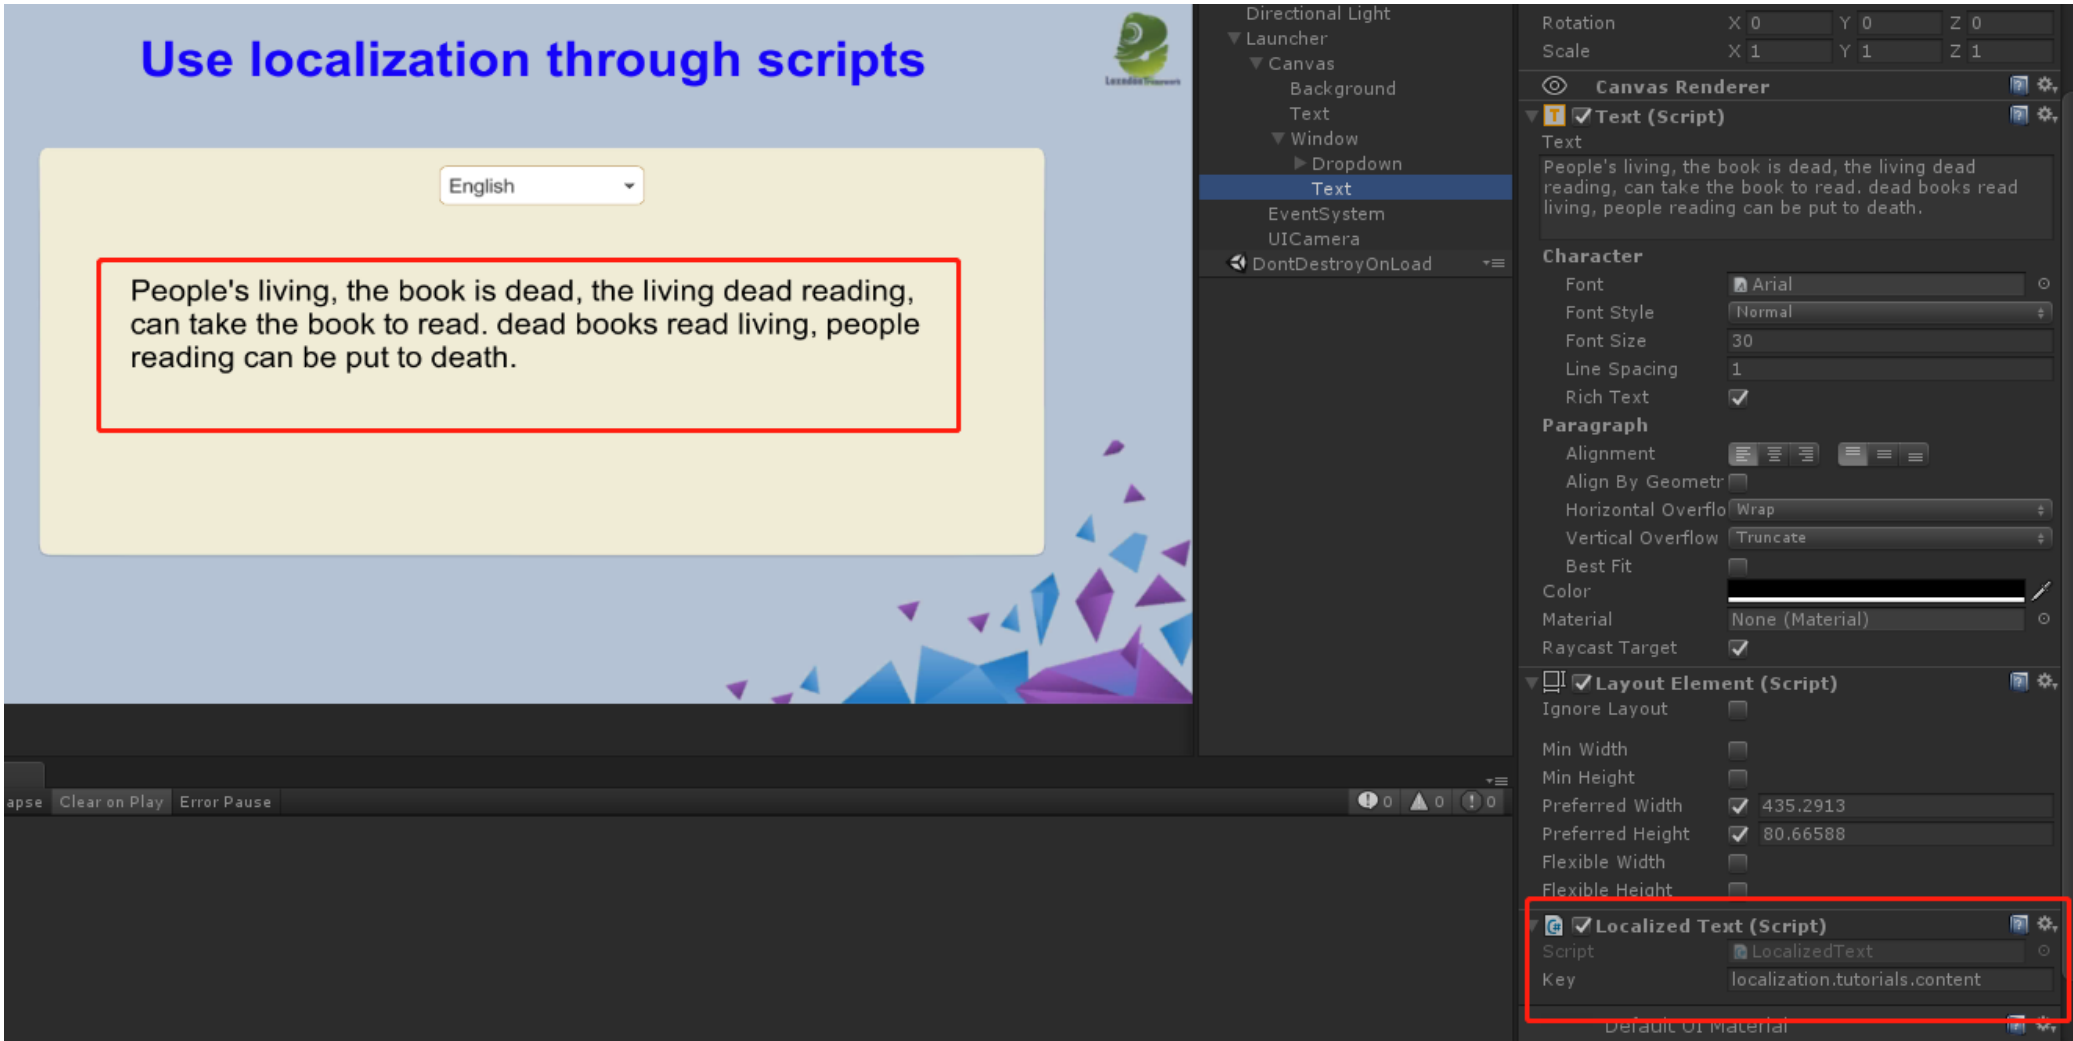 Use localization through scripts
English
People's living, the book is dead, the living dead reading,
can take the book to read. dead books read living, people
reading can be put to death.
apse Clear on Play Error Pause
0 0 0
Directional Light
Launcher
Canvas
Background
Text
Window
Dropdown
Text
EventSystem
UICamera
DontDestroyOnLoad
Rotation X 0 Y 0 Z 0
Scale X 1 Y 1 Z 1
Canvas Renderer
Text (Script)
Text
People's living, the book is dead, the living dead
reading, can take the book to read. dead books read
living, people reading can be put to death.
Character
Font Arial
Font Style Normal
Font Size 30
Line Spacing 1
Rich Text
Paragraph
Alignment
Align By Geometr
Horizontal Overflo Wrap
Vertical Overflow Truncate
Best Fit
Color
Material None (Material)
Raycast Target
Layout Element (Script)
Ignore Layout
Min Width
Min Height
Preferred Width 435.2913
Preferred Height 80.66588
Flexible Width
Flexible Height
Localized Text (Script)
Script LocalizedText
Key localization.tutorials.content
Default UI Material